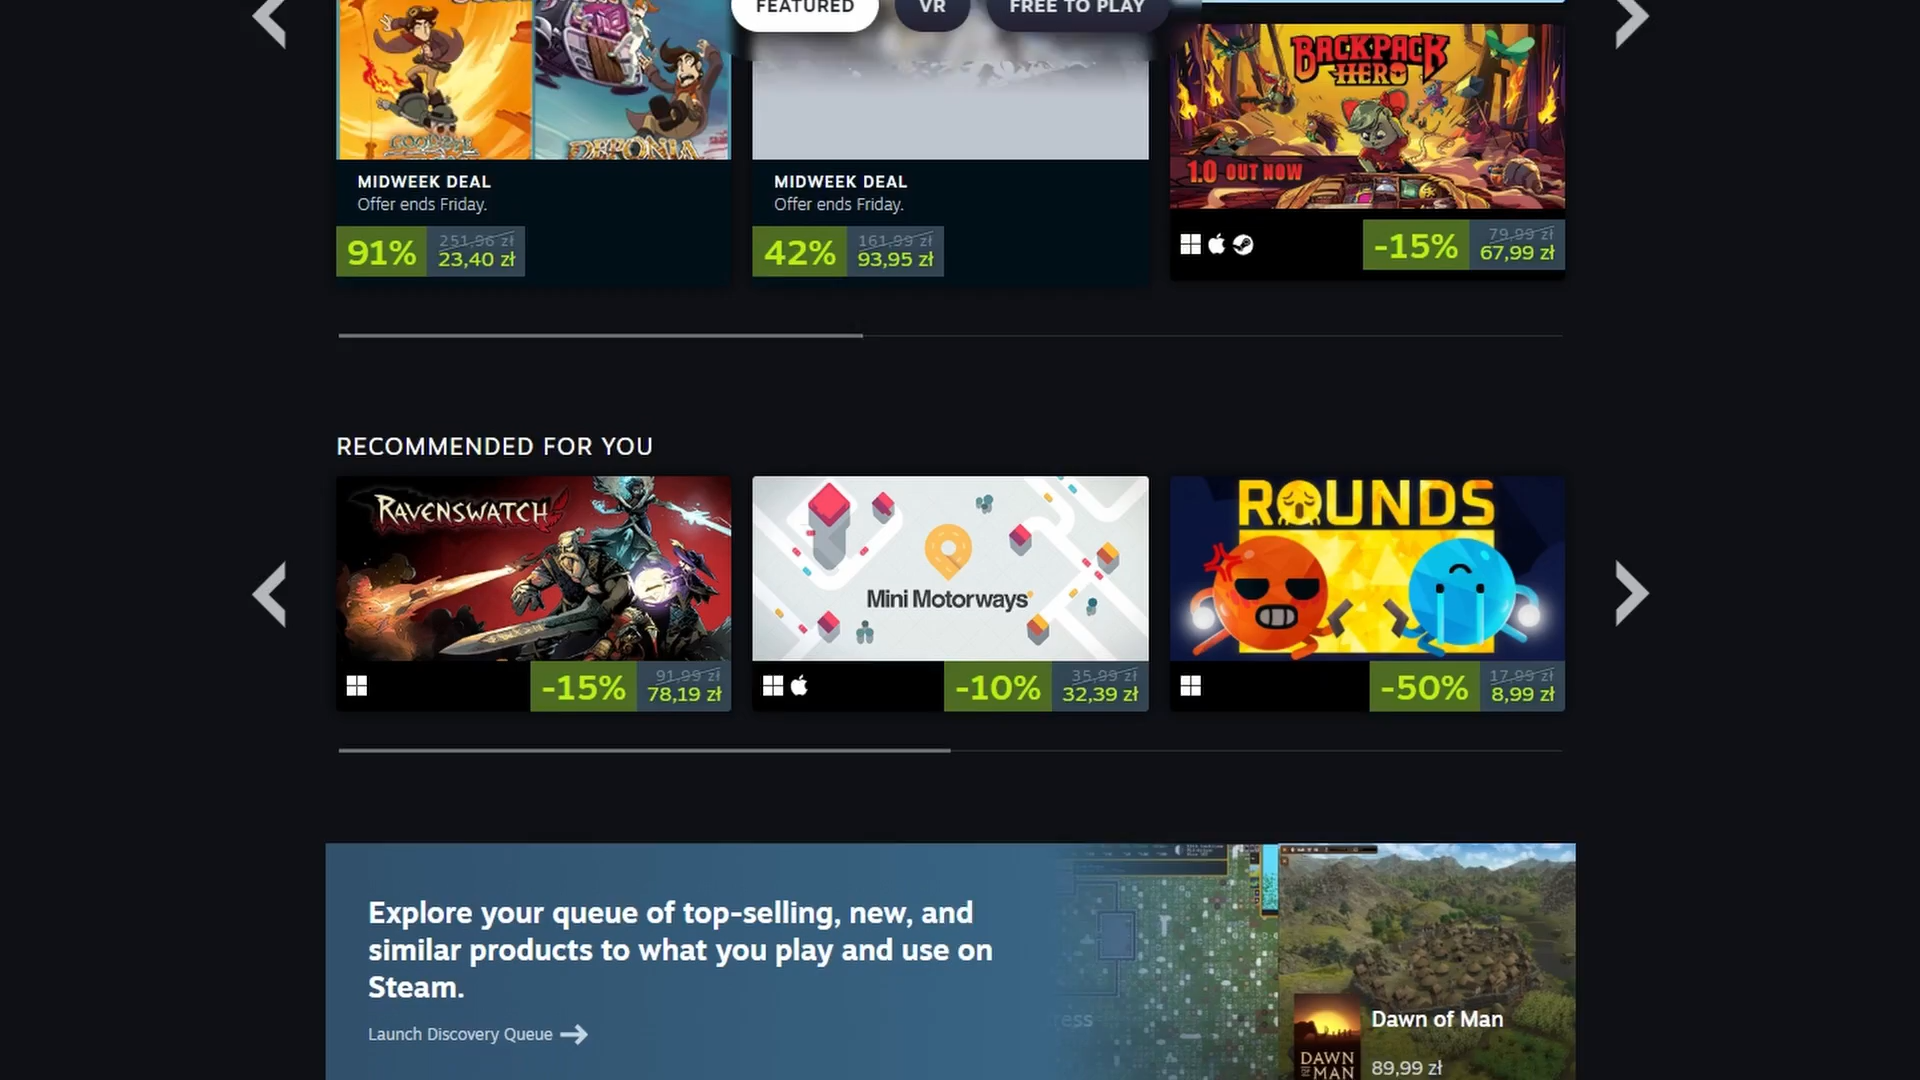 FEATURED
VR
FREE TO PLAY
GOODBYE
DEPONIA
MIDWEEK DEAL
Offer ends Friday.
91%
251,96 zł
23,40 zł
MIDWEEK DEAL
Offer ends Friday.
42%
161,99 zł
93,95 zł
BACKPACK
HERO
1.0 OUT NOW
-15%
79,99 zł
67,99 zł
RECOMMENDED FOR YOU
RAVENSWATCH
-15%
91,99 zł
78,19 zł
Mini Motorways
-10%
35,99 zł
32,39 zł
ROUNDS
-50%
17,99 zł
8,99 zł
Explore your queue of top-selling, new, and
similar products to what you play and use on
Steam.
Launch Discovery Queue
ress
Dawn of Man
DAWN
OF MAN
89,99 zł